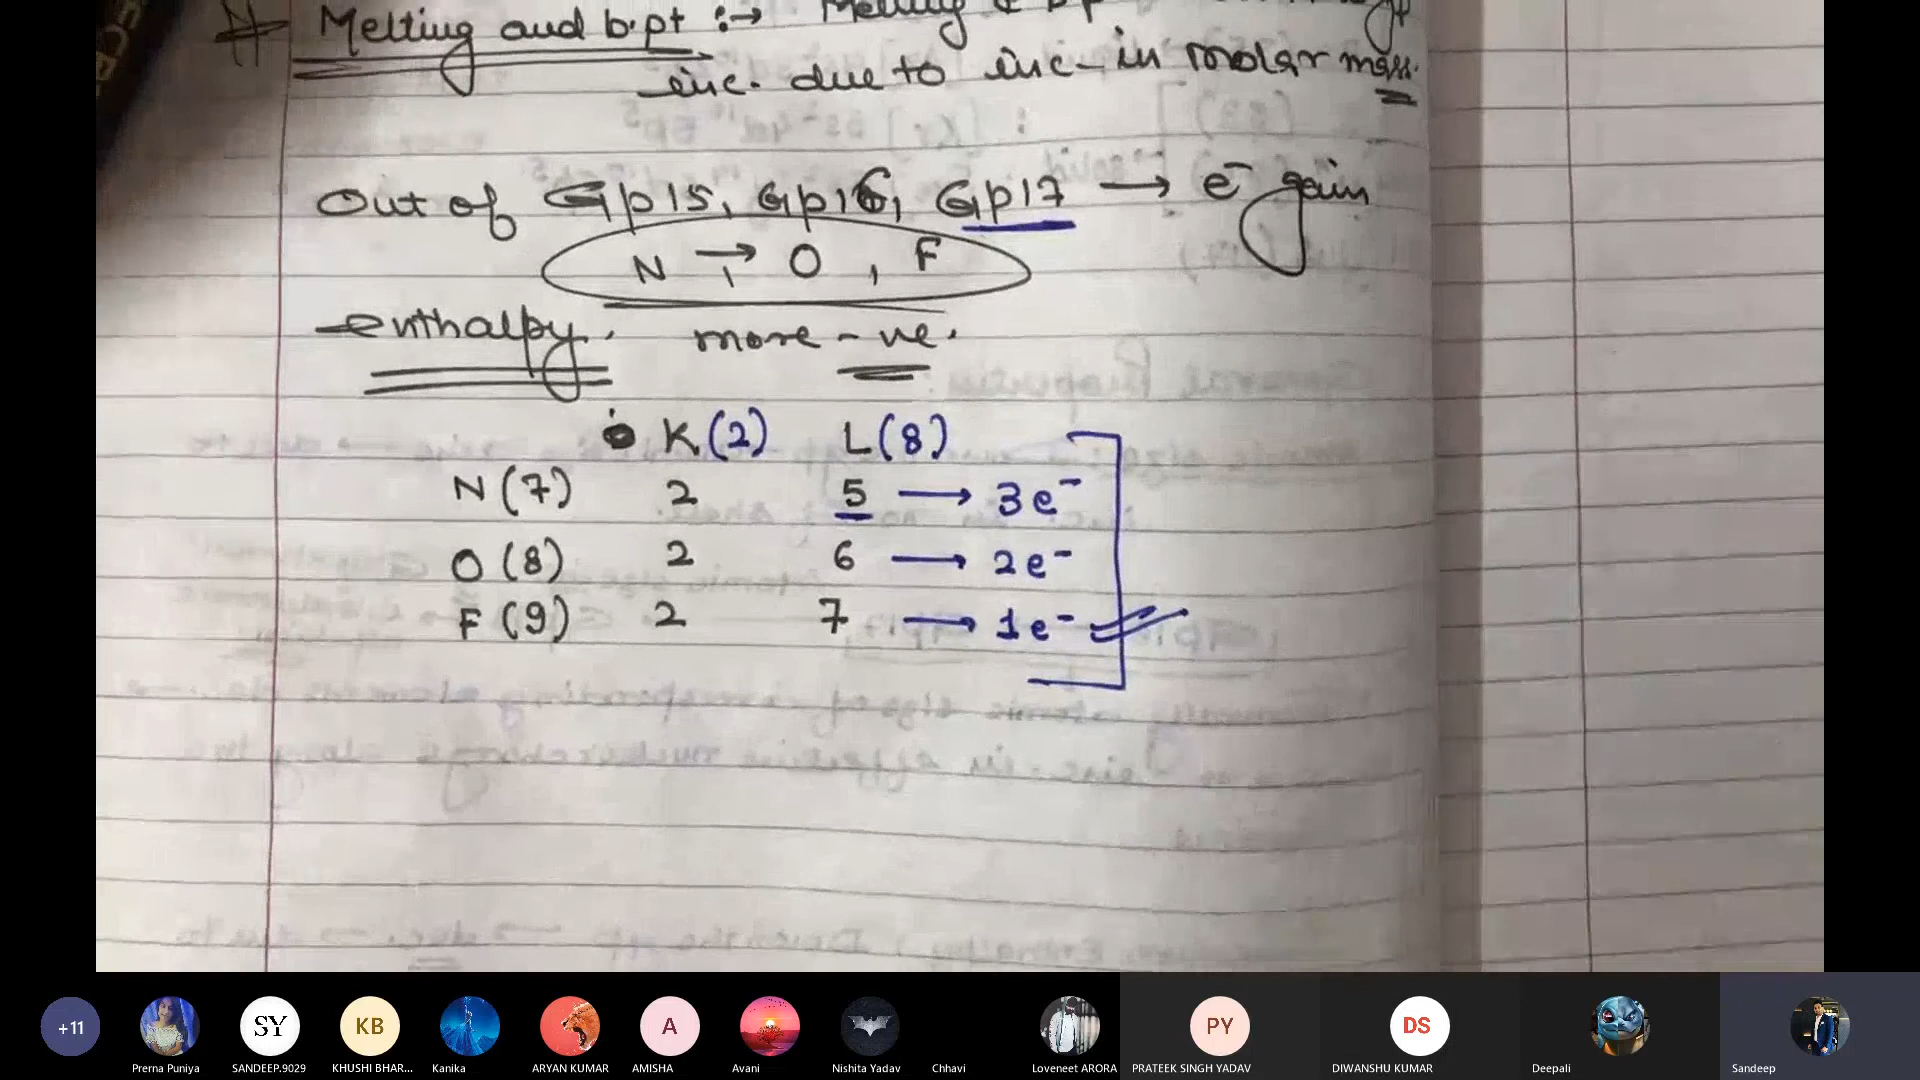 Melting and b.pt :→ Melting & b.p
inc. due to inc- in molar mass.
Out of Gp15, Gp16, Gp17 → e⁻ gain
N → , O , F
enthalpy. more -ve.
K(2) L(8)
N (7) 2 5 → 3e⁻
O (8) 2 6 → 2e⁻
F (9) 2 7 → 1e⁻
+11
SY KB A PY DS
Prerna Puniya SANDEEP.9029 KHUSHI BHAR... Kanika ARYAN KUMAR AMISHA Avani Nishita Yadav Chhavi Loveneet ARORA PRATEEK SINGH YADAV DIWANSHU KUMAR Deepali Sandeep